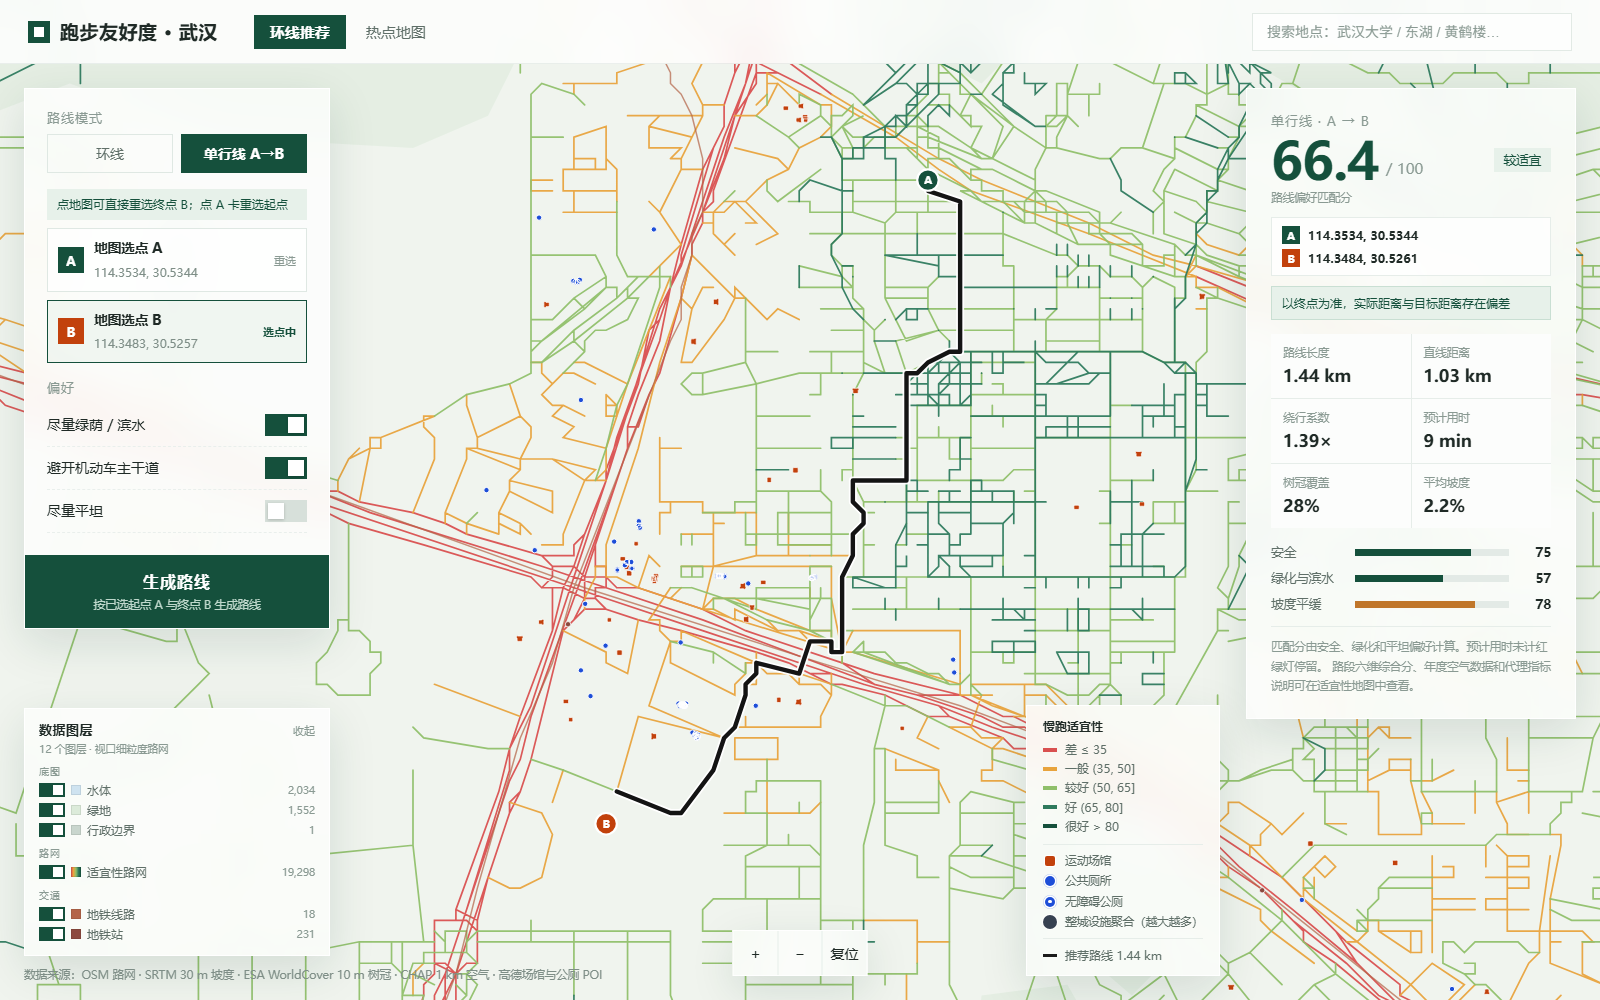 跑步友好度 · 武汉
环线推荐
热点地图
搜索地点：武汉大学 / 东湖 / 黄鹤楼...
路线模式
环线
单行线 A→B
点地图可直接重选终点 B；点 A 卡重选起点
A
地图选点 A
114.3534, 30.5344
重选
B
地图选点 B
114.3483, 30.5257
选点中
偏好
尽量绿荫 / 滨水
避开机动车主干道
尽量平坦
生成路线
按已选起点 A 与终点 B 生成路线
数据图层
收起
12 个图层 · 视口细粒度路网
底图
水体
2,034
绿地
1,552
行政边界
1
路网
适宜性路网
19,298
交通
地铁线路
18
地铁站
231
数据来源：OSM 路网 · SRTM 30 m 坡度 · ESA WorldCover 10 m 树冠 · CHAP 1 km 空气 · 高德场馆与公厕 POI
A
B
+
−
复位
慢跑适宜性
差 ≤ 35
一般 (35, 50]
较好 (50, 65]
好 (65, 80]
很好 > 80
运动场馆
公共厕所
无障碍公厕
整城设施聚合（越大越多）
推荐路线 1.44 km
单行线 · A → B
66.4 / 100
较适宜
路线偏好匹配分
A 114.3534, 30.5344
B 114.3484, 30.5261
以终点为准，实际距离与目标距离存在偏差
路线长度
1.44 km
直线距离
1.03 km
绕行系数
1.39×
预计用时
9 min
树冠覆盖
28%
平均坡度
2.2%
安全
75
绿化与滨水
57
坡度平缓
78
匹配分由安全、绿化和平坦偏好计算。预计用时未计红
绿灯停留。 路段六维综合分、年度空气数据和代理指标
说明可在适宜性地图中查看。